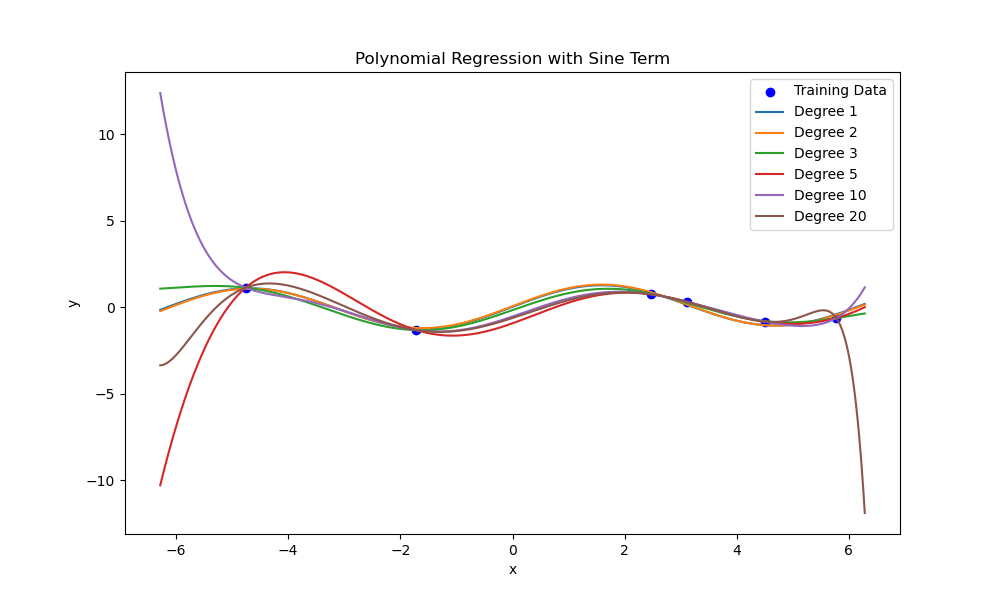 Polynomial Regression with Sine Term
Training Data
Degree 1
Degree 2
Degree 3
Degree 5
Degree 10
Degree 20
10
5
0
−5
−10
y
−6
−4
−2
0
2
4
6
x